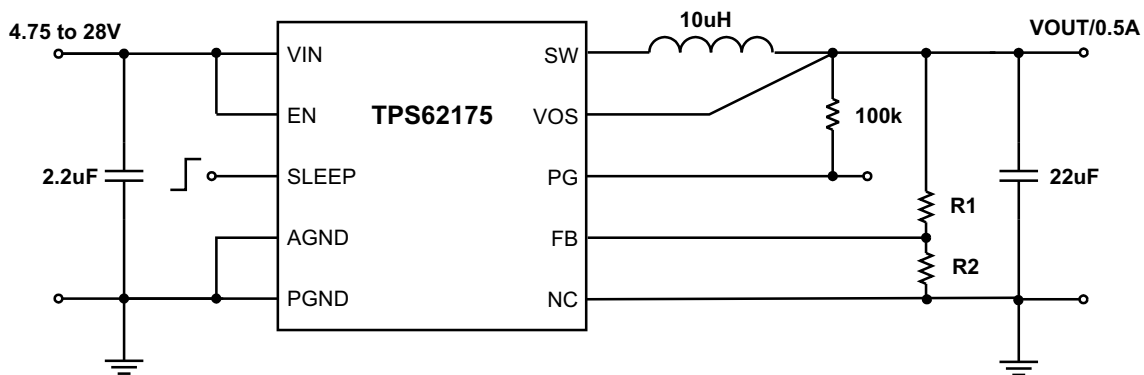 4.75 to 28V
10uH
VOUT/0.5A
VIN
SW
EN
TPS62175
VOS
100k
2.2uF
SLEEP
PG
22uF
R1
AGND
FB
R2
PGND
NC